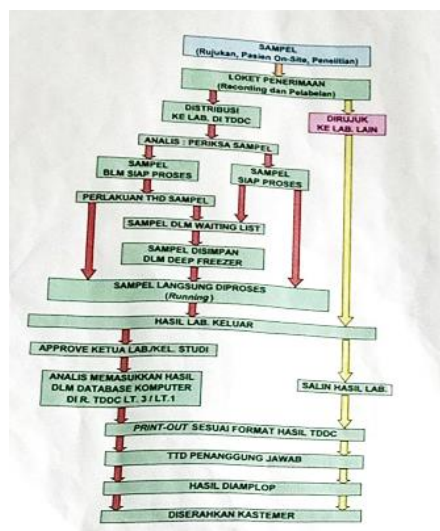 SAMPEL
(Rujukan, Pasien On-Site, Penelitian)
LOKET PENERIMAAN
(Recording dan Pelabelan)
DISTRIBUSI
KE LAB. DI TDDC
DIRUJUK
KE LAB. LAIN
ANALIS : PERIKSA SAMPEL
SAMPEL
BLM SIAP PROSES
SAMPEL
SIAP PROSES
PERLAKUAN THD SAMPEL
SAMPEL DLM WAITING LIST
SAMPEL DISIMPAN
DLM DEEP FREEZER
SAMPEL LANGSUNG DIPROSES
(Running)
HASIL LAB. KELUAR
APPROVE KETUA LAB./KEL. STUDI
ANALIS MEMASUKKAN HASIL
DLM DATABASE KOMPUTER
DI R. TDDC LT. 3 / LT.1
SALIN HASIL LAB.
PRINT-OUT SESUAI FORMAT HASIL TDDC
TTD PENANGGUNG JAWAB
HASIL DIAMPLOP
DISERAHKAN KASTEMER